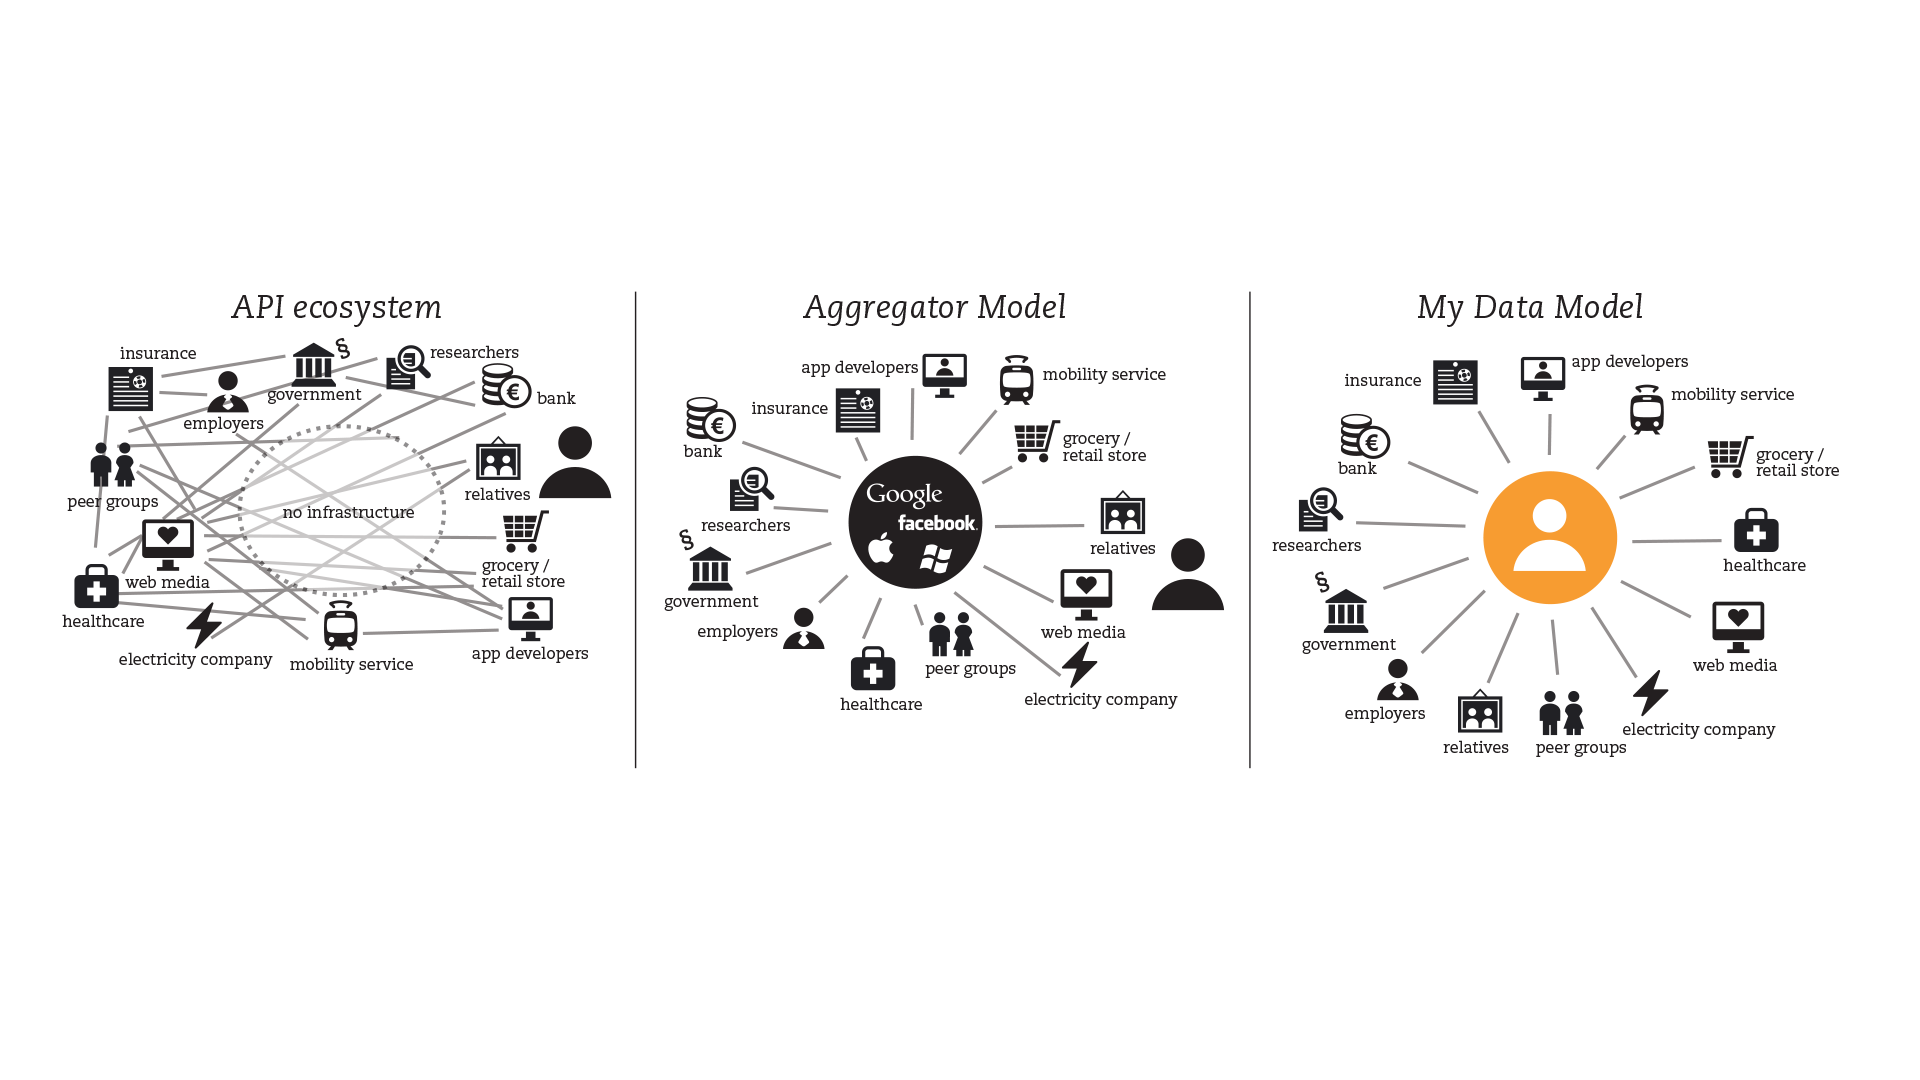 API ecosystem
insurance
§
researchers
government
bank
employers
peer groups
relatives
no infrastructure
web media
grocery /
retail store
healthcare
electricity company
mobility service
app developers
Aggregator Model
app developers
mobility service
insurance
bank
grocery /
retail store
researchers
Google
facebook
relatives
§
government
employers
web media
peer groups
healthcare
electricity company
My Data Model
app developers
insurance
mobility service
bank
grocery /
retail store
researchers
healthcare
§
government
web media
employers
electricity company
relatives
peer groups